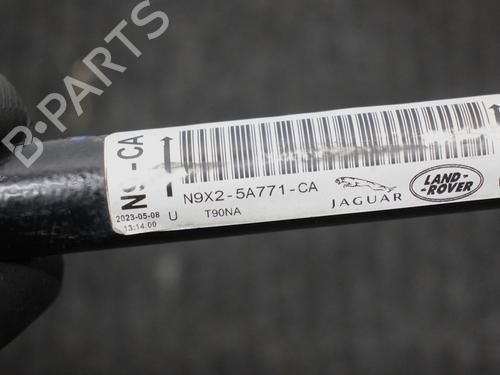 B-PARTS
N9-CA
2023-05-08
13:14:00
U
N9X2-5A771-CA
T90NA
JAGUAR
LAND-
-ROVER